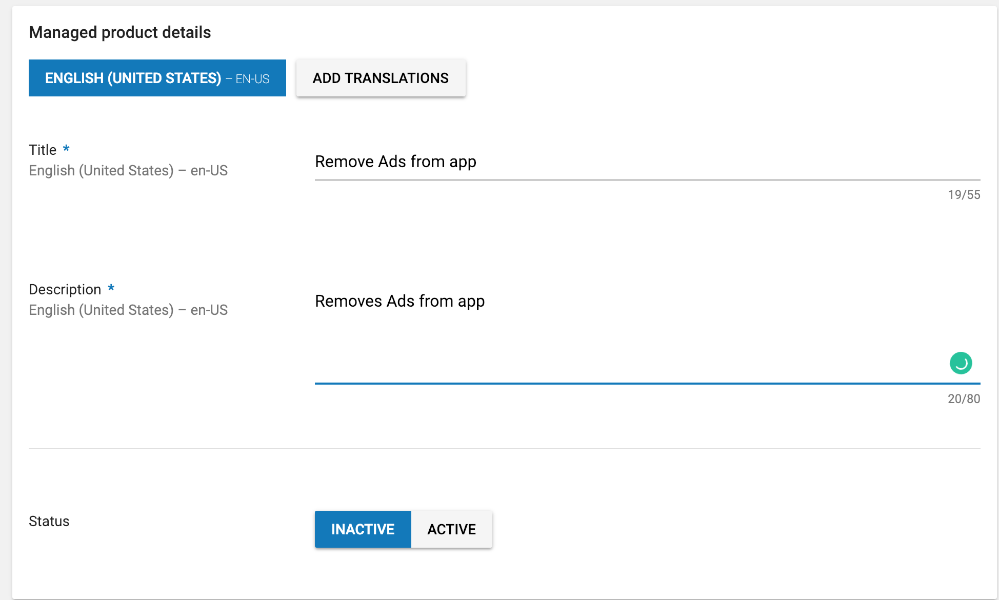 Managed product details
ENGLISH (UNITED STATES) – EN-US
ADD TRANSLATIONS
Title *
English (United States) – en-US
Remove Ads from app
19/55
Description *
English (United States) – en-US
Removes Ads from app
20/80
Status
INACTIVE
ACTIVE